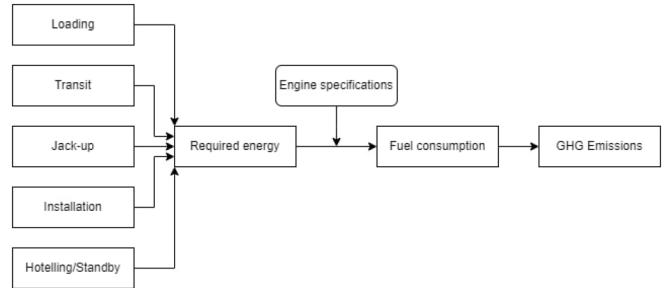 Loading
Transit
Engine specifications
Jack-up
Required energy
Fuel consumption
GHG Emissions
Installation
Hotelling/Standby